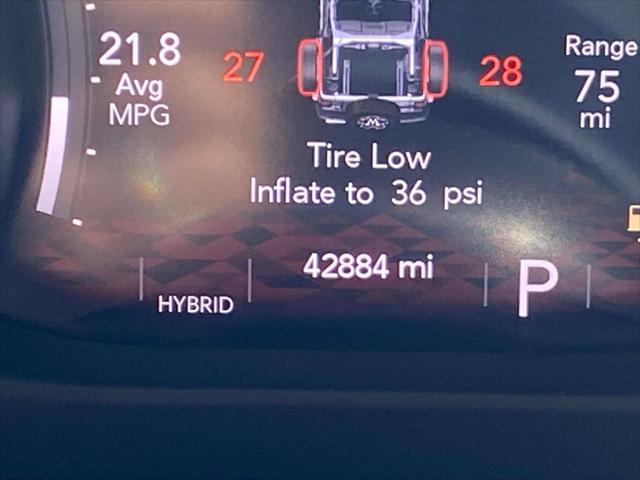 21.8
Avg
MPG
27
28
Range
75
mi
Tire Low
Inflate to 36 psi
42884 mi
HYBRID
P